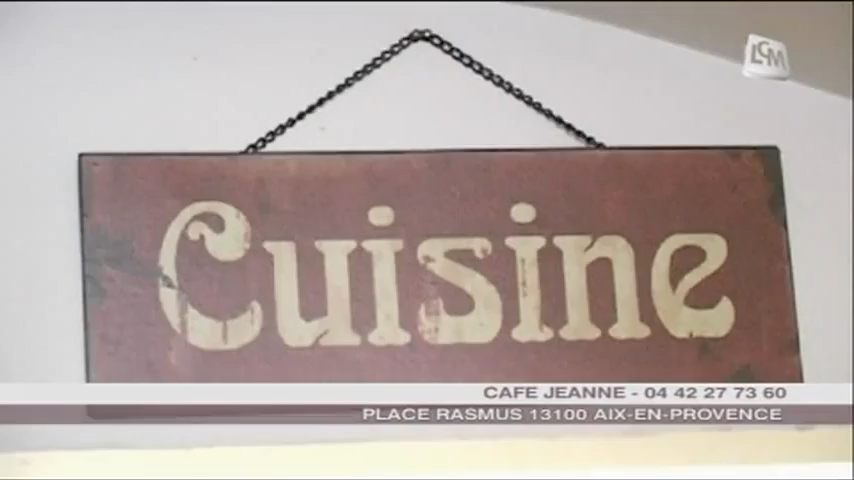 LCM
Cuisine
CAFE JEANNE - 04 42 27 73 60
PLACE RASMUS 13100 AIX-EN-PROVENCE